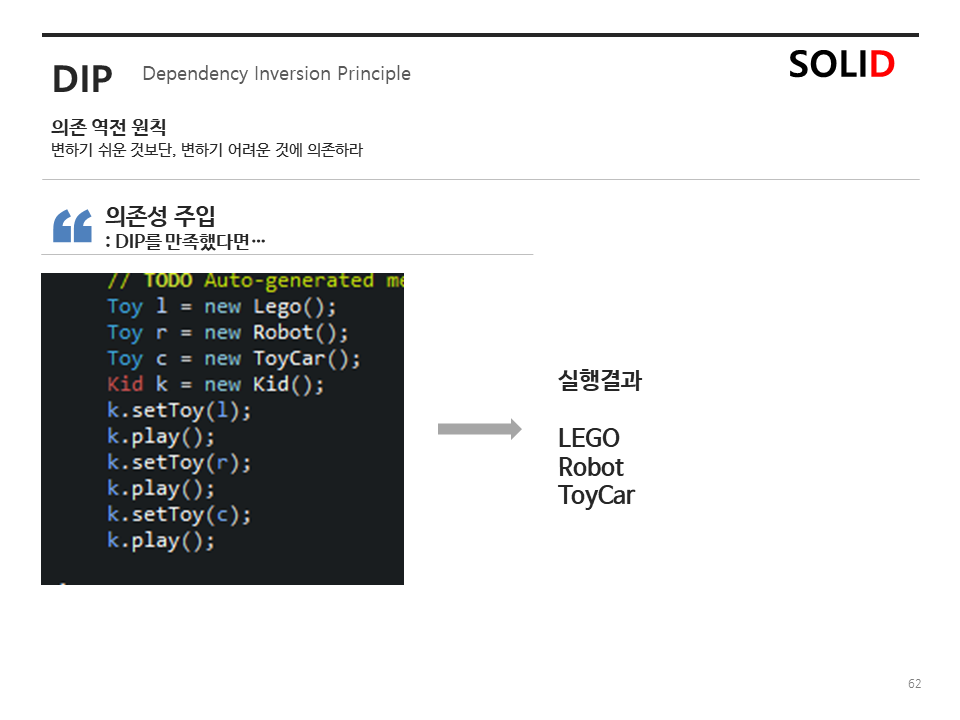 DIP
Dependency Inversion Principle
SOLID
의존 역전 원칙
변하기 쉬운 것보단, 변하기 어려운 것에 의존하라
“
의존성 주입
: DIP를 만족했다면…
// TODO Auto-generated me
Toy l = new Lego();
Toy r = new Robot();
Toy c = new ToyCar();
Kid k = new Kid();
k.setToy(l);
k.play();
k.setToy(r);
k.play();
k.setToy(c);
k.play();
실행결과
LEGO
Robot
ToyCar
62